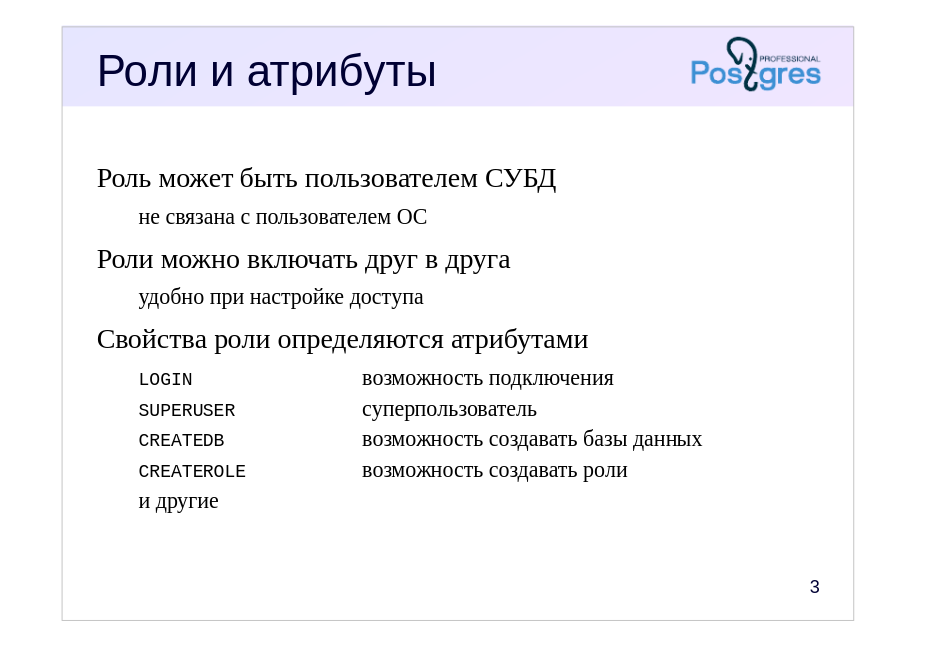 Роли и атрибуты
PROFESSIONAL
Postgres
Роль может быть пользователем СУБД
не связана с пользователем ОС
Роли можно включать друг в друга
удобно при настройке доступа
Свойства роли определяются атрибутами
LOGIN возможность подключения
SUPERUSER суперпользователь
CREATEDB возможность создавать базы данных
CREATEROLE возможность создавать роли
и другие
3